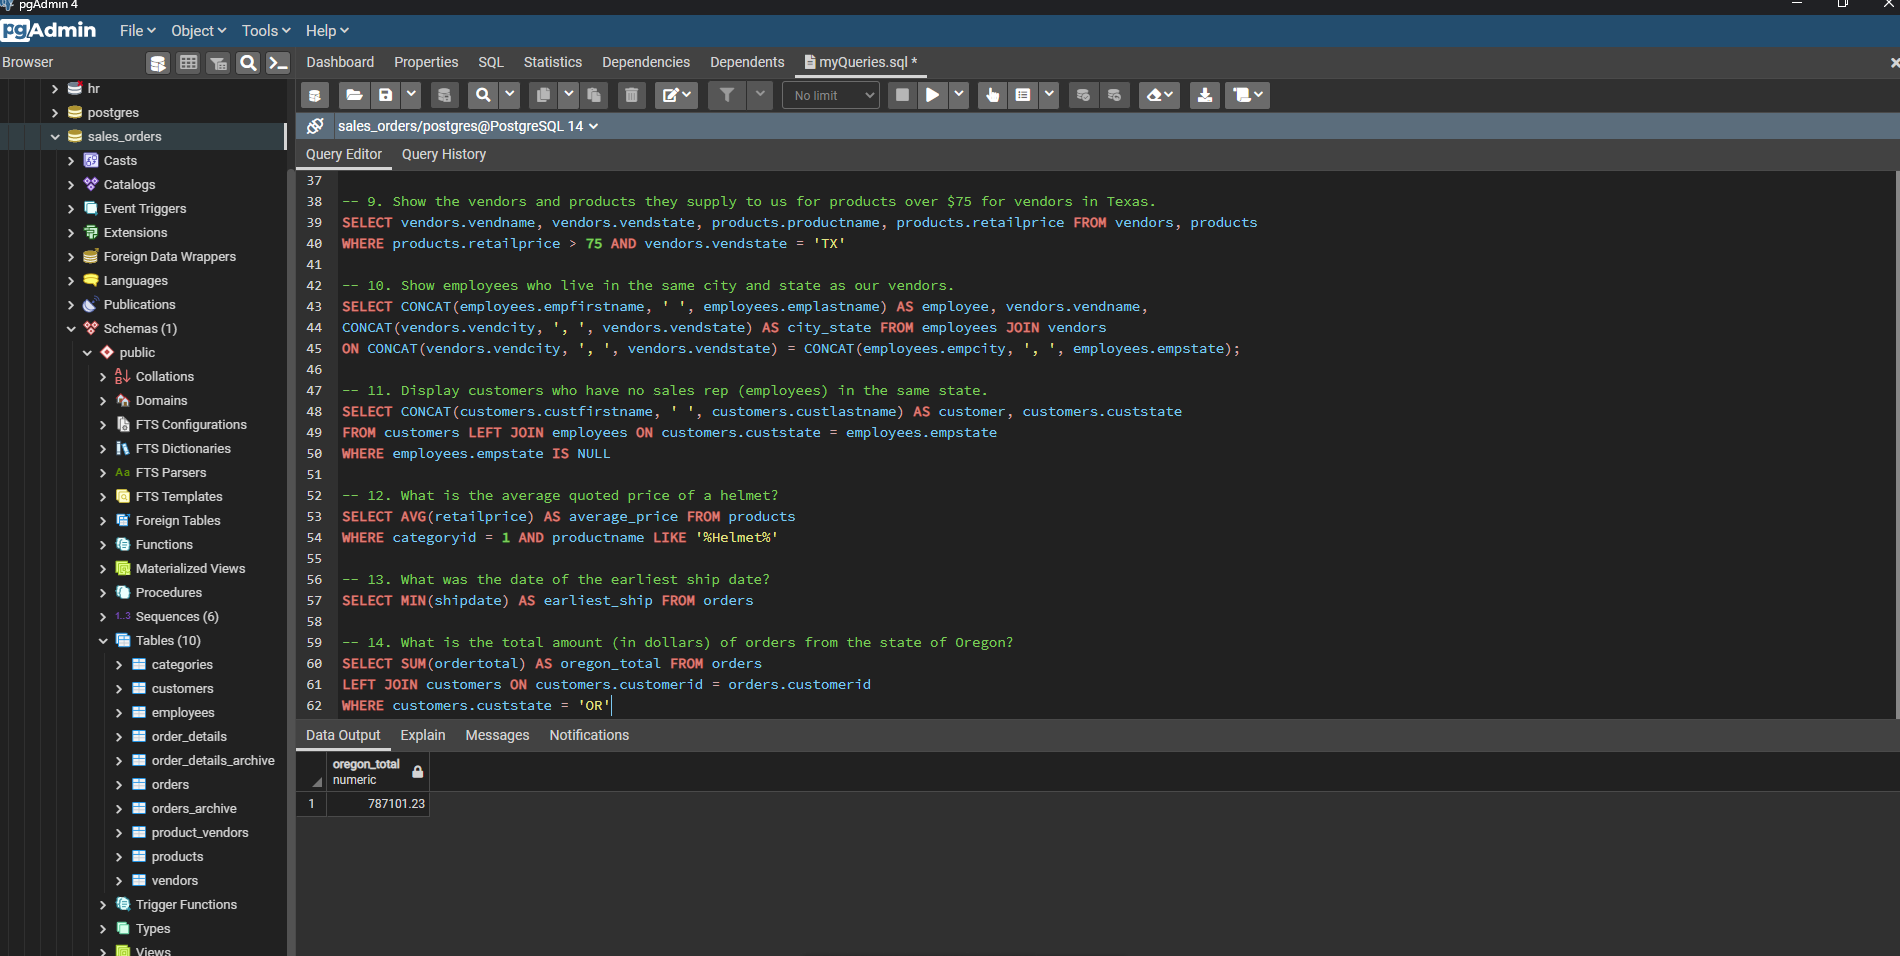 pgAdmin 4
pgAdmin File Object Tools Help
Browser
Dashboard Properties SQL Statistics Dependencies Dependents myQueries.sql *
No limit
sales_orders/postgres@PostgreSQL 14
Query Editor Query History
hr
postgres
sales_orders
Casts
Catalogs
Event Triggers
Extensions
Foreign Data Wrappers
Languages
Publications
Schemas (1)
public
Collations
Domains
FTS Configurations
FTS Dictionaries
Aa FTS Parsers
FTS Templates
Foreign Tables
Functions
Materialized Views
Procedures
1..3 Sequences (6)
Tables (10)
categories
customers
employees
order_details
order_details_archive
orders
orders_archive
product_vendors
products
vendors
Trigger Functions
Types
Views
37
38 -- 9. Show the vendors and products they supply to us for products over $75 for vendors in Texas.
39 SELECT vendors.vendname, vendors.vendstate, products.productname, products.retailprice FROM vendors, products
40 WHERE products.retailprice > 75 AND vendors.vendstate = 'TX'
41
42 -- 10. Show employees who live in the same city and state as our vendors.
43 SELECT CONCAT(employees.empfirstname, ' ', employees.emplastname) AS employee, vendors.vendname,
44 CONCAT(vendors.vendcity, ', ', vendors.vendstate) AS city_state FROM employees JOIN vendors
45 ON CONCAT(vendors.vendcity, ', ', vendors.vendstate) = CONCAT(employees.empcity, ', ', employees.empstate);
46
47 -- 11. Display customers who have no sales rep (employees) in the same state.
48 SELECT CONCAT(customers.custfirstname, ' ', customers.custlastname) AS customer, customers.custstate
49 FROM customers LEFT JOIN employees ON customers.custstate = employees.empstate
50 WHERE employees.empstate IS NULL
51
52 -- 12. What is the average quoted price of a helmet?
53 SELECT AVG(retailprice) AS average_price FROM products
54 WHERE categoryid = 1 AND productname LIKE '%Helmet%'
55
56 -- 13. What was the date of the earliest ship date?
57 SELECT MIN(shipdate) AS earliest_ship FROM orders
58
59 -- 14. What is the total amount (in dollars) of orders from the state of Oregon?
60 SELECT SUM(ordertotal) AS oregon_total FROM orders
61 LEFT JOIN customers ON customers.customerid = orders.customerid
62 WHERE customers.custstate = 'OR'
Data Output Explain Messages Notifications
oregon_total
numeric
1 787101.23